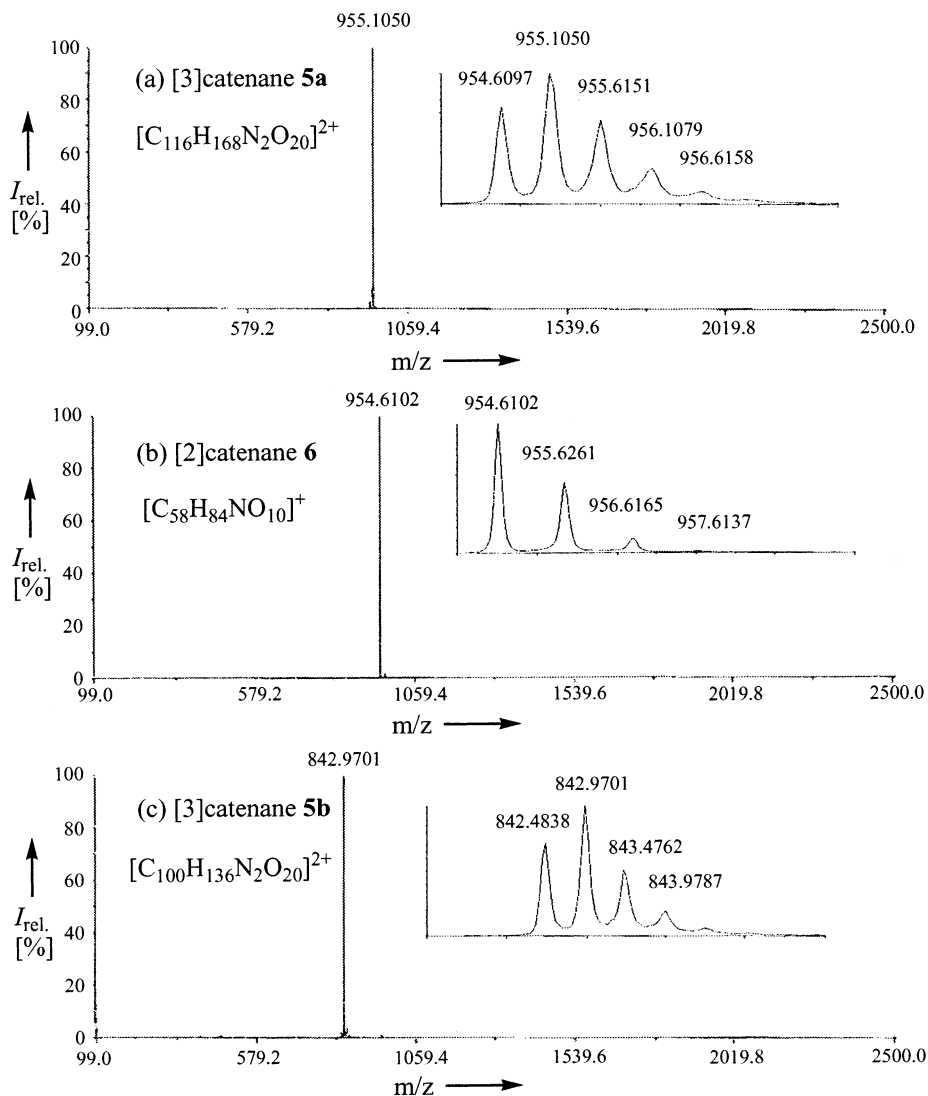 955.1050
100
80
60
40
20
0
I rel.
[%]
(a) [3]catenane 5a
[C₁₁₆H₁₆₈N₂O₂₀]²⁺
954.6097
955.1050
955.6151
956.1079
956.6158
99.0 579.2 1059.4 1539.6 2019.8 2500.0
m/z
954.6102
100
80
60
40
20
0
I rel.
[%]
(b) [2]catenane 6
[C₅₈H₈₄NO₁₀]⁺
954.6102
955.6261
956.6165
957.6137
99.0 579.2 1059.4 1539.6 2019.8 2500.0
m/z
842.9701
100
80
60
40
20
0
I rel.
[%]
(c) [3]catenane 5b
[C₁₀₀H₁₃₆N₂O₂₀]²⁺
842.9701
842.4838
843.4762
843.9787
99.0 579.2 1059.4 1539.6 2019.8 2500.0
m/z